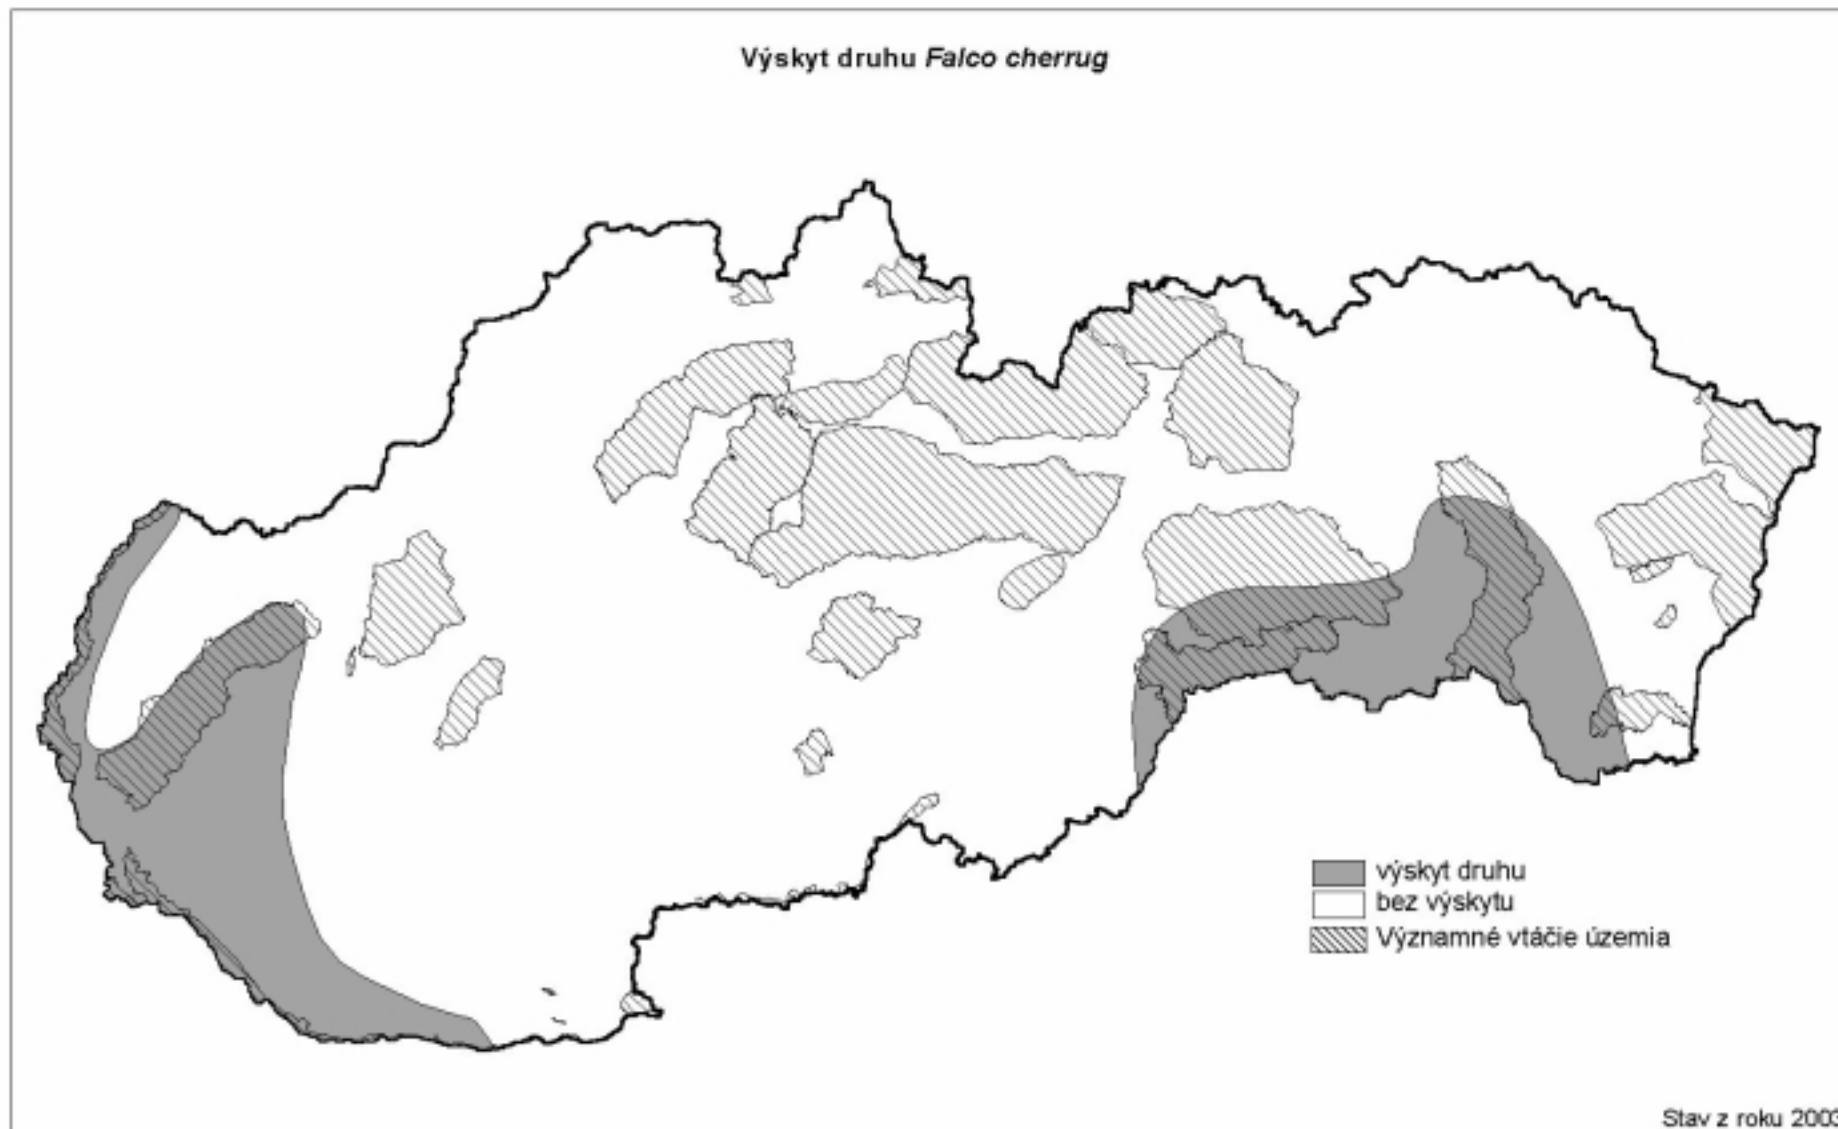 Výskyt druhu Falco cherrug
výskyt druhu
bez výskytu
Významné vtáčie územia
Stav z roku 2003